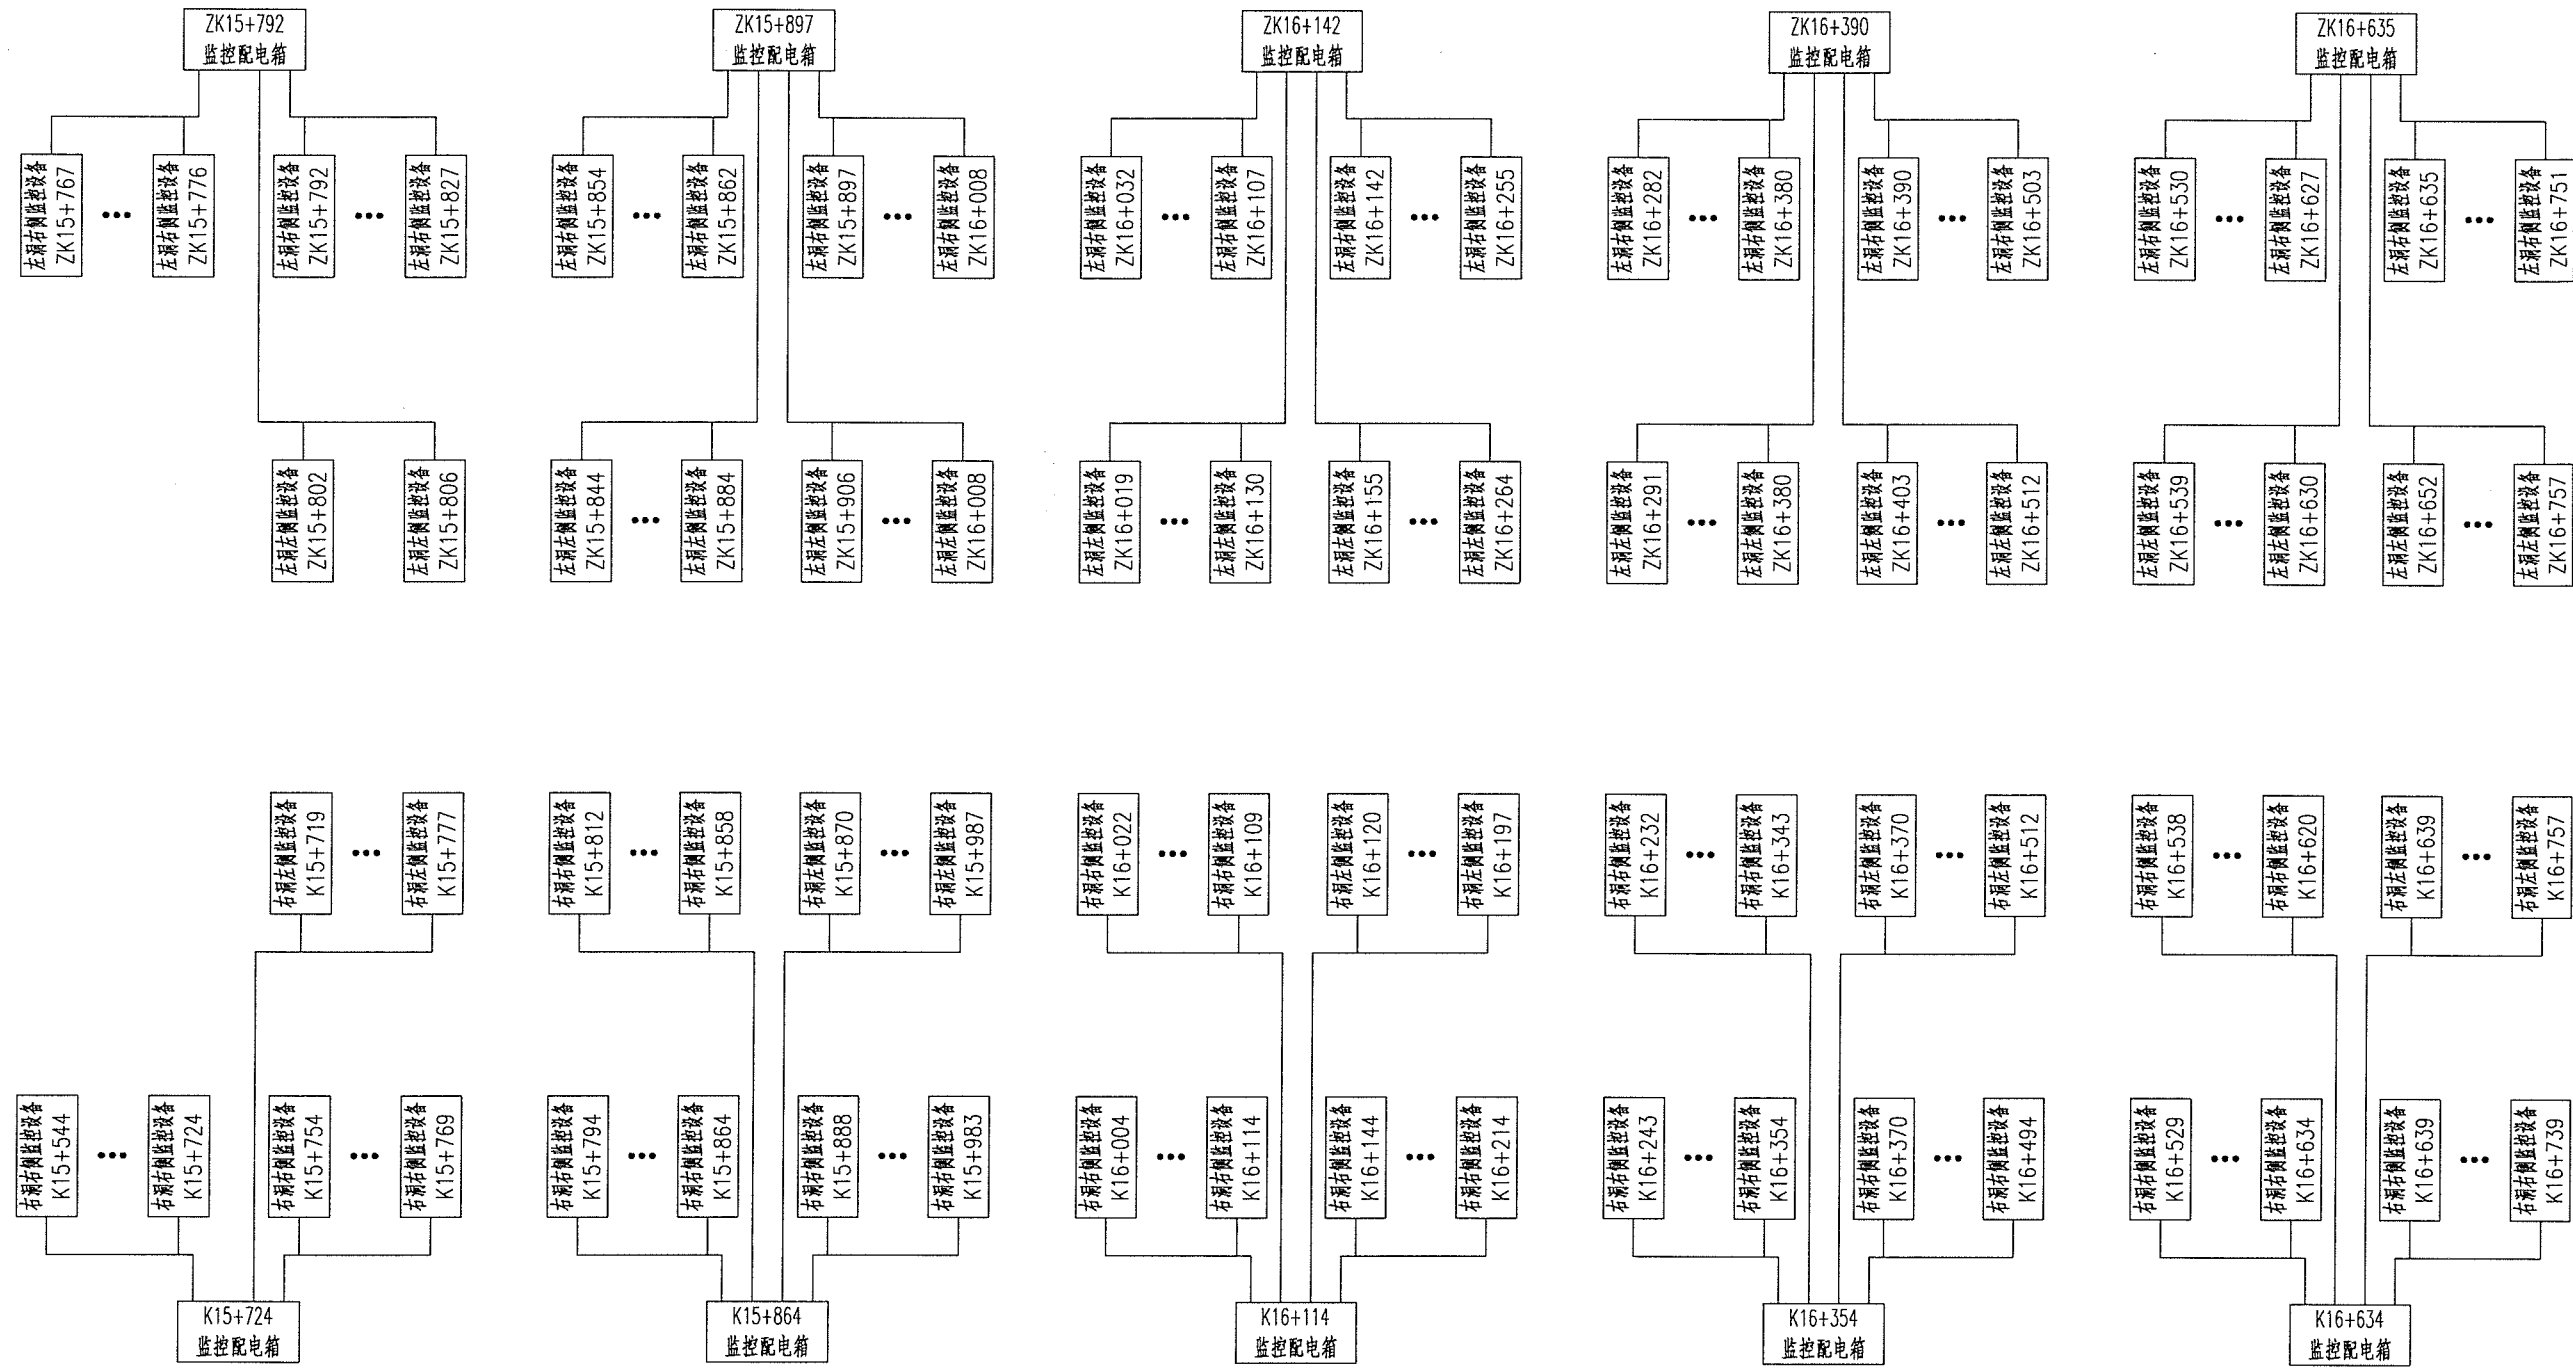 ZK15+792
监控配电箱
ZK15+897
监控配电箱
ZK16+142
监控配电箱
ZK16+390
监控配电箱
ZK16+635
监控配电箱
左洞右侧监控设备
ZK15+767
左洞右侧监控设备
ZK15+776
左洞右侧监控设备
ZK15+792
左洞右侧监控设备
ZK15+827
左洞右侧监控设备
ZK15+854
左洞右侧监控设备
ZK15+862
左洞右侧监控设备
ZK15+897
左洞右侧监控设备
ZK16+008
左洞右侧监控设备
ZK16+032
左洞右侧监控设备
ZK16+107
左洞右侧监控设备
ZK16+142
左洞右侧监控设备
ZK16+255
左洞右侧监控设备
ZK16+282
左洞右侧监控设备
ZK16+380
左洞右侧监控设备
ZK16+390
左洞右侧监控设备
ZK16+503
左洞右侧监控设备
ZK16+530
左洞右侧监控设备
ZK16+627
左洞右侧监控设备
ZK16+635
左洞右侧监控设备
ZK16+751
左洞左侧监控设备
ZK15+802
左洞左侧监控设备
ZK15+806
左洞左侧监控设备
ZK15+844
左洞左侧监控设备
ZK15+884
左洞左侧监控设备
ZK15+906
左洞左侧监控设备
ZK16+008
左洞左侧监控设备
ZK16+019
左洞左侧监控设备
ZK16+130
左洞左侧监控设备
ZK16+155
左洞左侧监控设备
ZK16+264
左洞左侧监控设备
ZK16+291
左洞左侧监控设备
ZK16+380
左洞左侧监控设备
ZK16+403
左洞左侧监控设备
ZK16+512
左洞左侧监控设备
ZK16+539
左洞左侧监控设备
ZK16+630
左洞左侧监控设备
ZK16+652
左洞左侧监控设备
ZK16+757
右洞左侧监控设备
K15+719
右洞左侧监控设备
K15+777
右洞右侧监控设备
K15+812
右洞右侧监控设备
K15+858
右洞左侧监控设备
K15+870
右洞左侧监控设备
K15+987
右洞右侧监控设备
K16+022
右洞右侧监控设备
K16+109
右洞左侧监控设备
K16+120
右洞左侧监控设备
K16+197
右洞右侧监控设备
K16+232
右洞右侧监控设备
K16+343
右洞左侧监控设备
K16+370
右洞左侧监控设备
K16+512
右洞右侧监控设备
K16+538
右洞右侧监控设备
K16+620
右洞左侧监控设备
K16+639
右洞左侧监控设备
K16+757
右洞右侧监控设备
K15+544
右洞右侧监控设备
K15+724
右洞右侧监控设备
K15+754
右洞右侧监控设备
K15+769
右洞右侧监控设备
K15+794
右洞右侧监控设备
K15+864
右洞右侧监控设备
K15+888
右洞右侧监控设备
K15+983
右洞右侧监控设备
K16+004
右洞右侧监控设备
K16+114
右洞右侧监控设备
K16+144
右洞右侧监控设备
K16+214
右洞右侧监控设备
K16+243
右洞右侧监控设备
K16+354
右洞右侧监控设备
K16+370
右洞右侧监控设备
K16+494
右洞右侧监控设备
K16+529
右洞右侧监控设备
K16+634
右洞右侧监控设备
K16+639
右洞右侧监控设备
K16+739
K15+724
监控配电箱
K15+864
监控配电箱
K16+114
监控配电箱
K16+354
监控配电箱
K16+634
监控配电箱